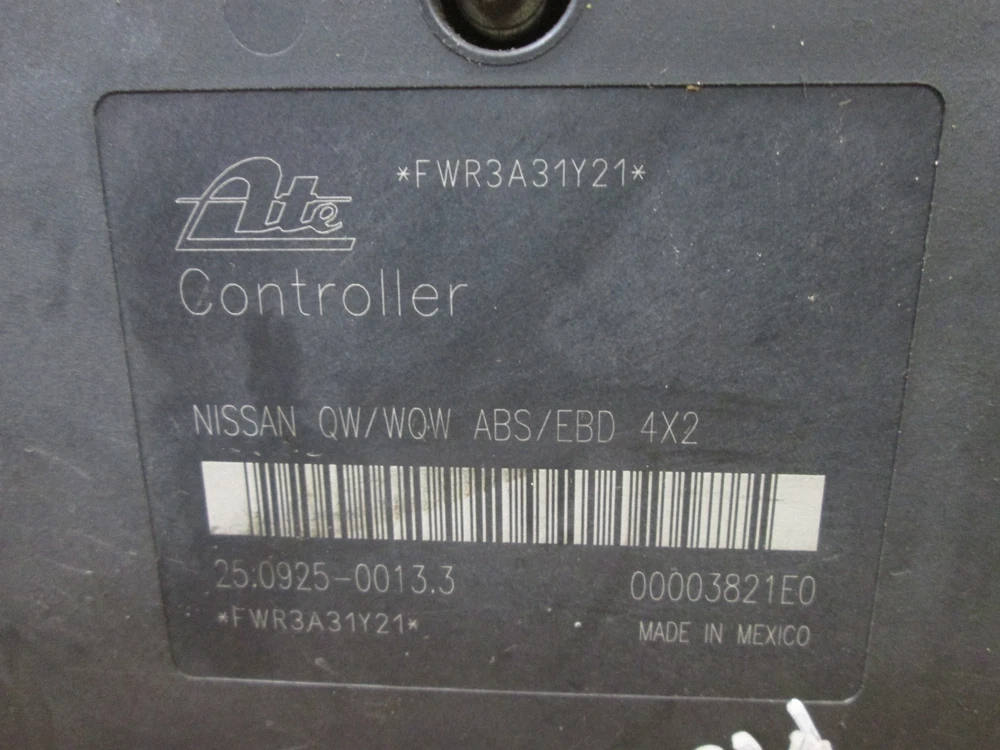 Ate *FWR3A31Y21*
Controller
NISSAN QW/WQW ABS/EBD 4X2
25.0925-0013.3 00003821E0
*FWR3A31Y21* MADE IN MEXICO